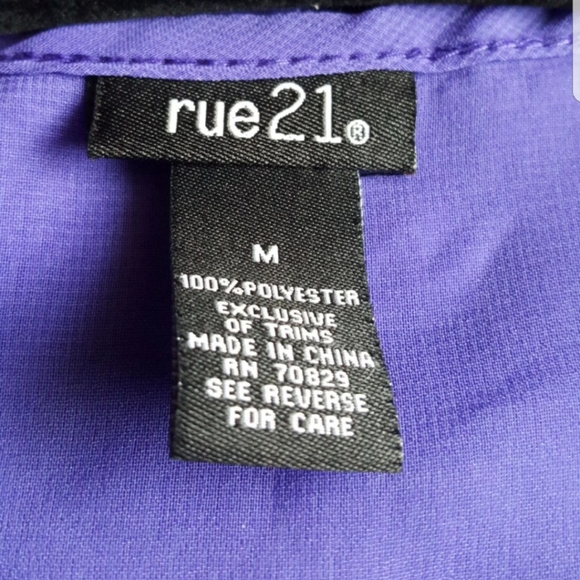 rue21®
M
100%POLYESTER
EXCLUSIVE
OF TRIMS
MADE IN CHINA
RN 70829
SEE REVERSE
FOR CARE